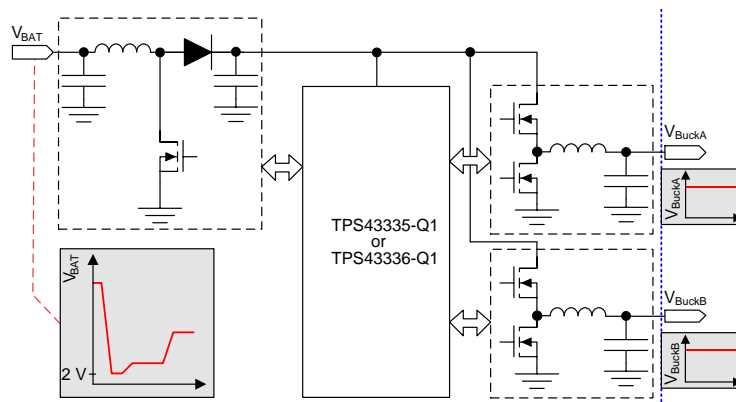 VBAT
VBuckA
VBuckA
TPS43335-Q1
or
TPS43336-Q1
VBAT
2 V
VBuckB
VBuckB